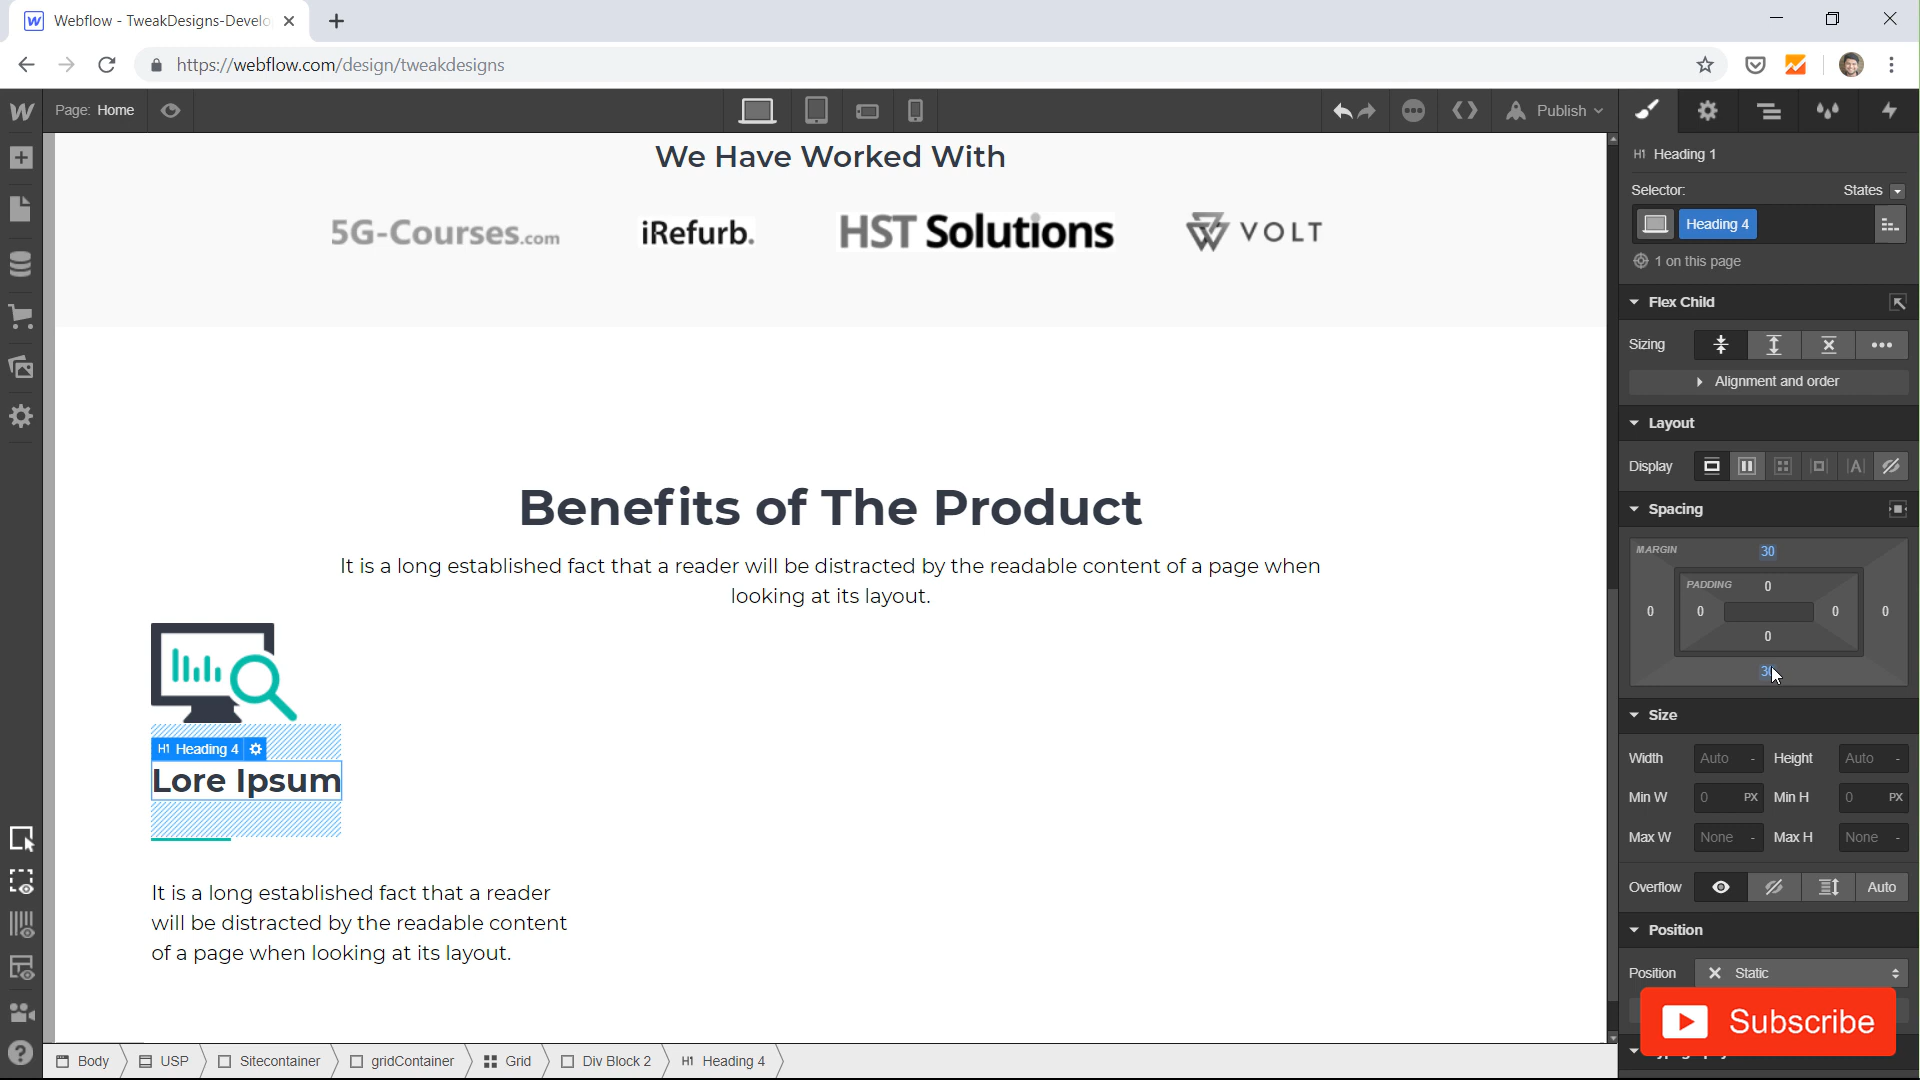 Webflow - TweakDesigns-Develo
https://webflow.com/design/tweakdesigns
Page: Home
Publish
We Have Worked With
5G-Courses.com
iRefurb.
HST Solutions
VOLT
Benefits of The Product
It is a long established fact that a reader will be distracted by the readable content of a page when
looking at its layout.
H1 Heading 4
Lore Ipsum
It is a long established fact that a reader
will be distracted by the readable content
of a page when looking at its layout.
Body
USP
Sitecontainer
gridContainer
Grid
Div Block 2
H1 Heading 4
H1 Heading 1
Selector:
States
Heading 4
1 on this page
Flex Child
Sizing
Alignment and order
Layout
Display
Spacing
MARGIN
30
PADDING
0
0 0 0 0
0
Size
Width Auto - Height Auto -
Min W 0 PX Min H 0 PX
Max W None - Max H None -
Overflow Auto
Position
Position Static
Subscribe